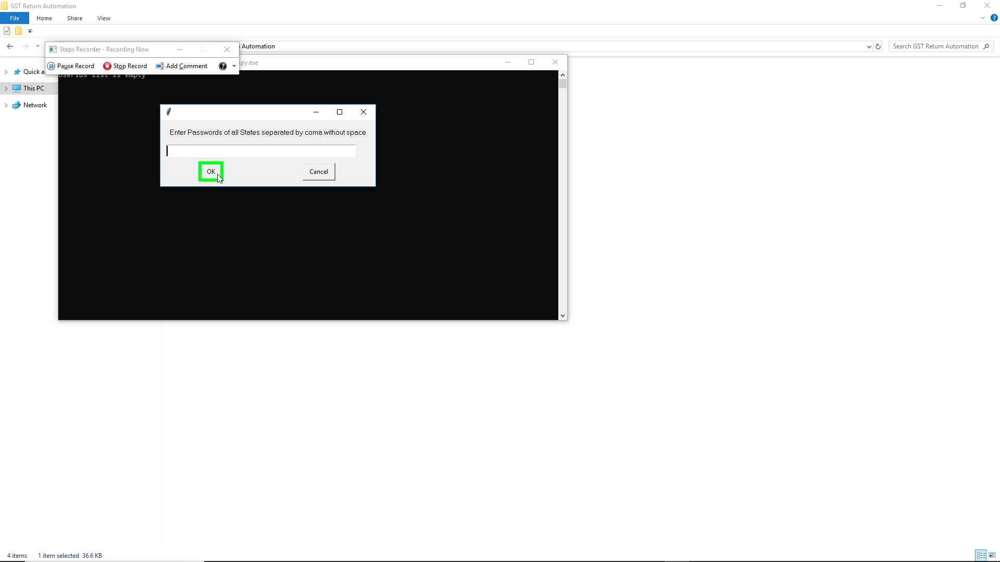 GST Return Automation
File Home Share View
Automation
Search GST Return Automation
Steps Recorder - Recording Now
Pause Record Stop Record Add Comment
py.exe
Quick a
list is empty
This PC
Network
Enter Passwords of all States separated by coma without space
OK Cancel
4 items 1 item selected 36.6 KB